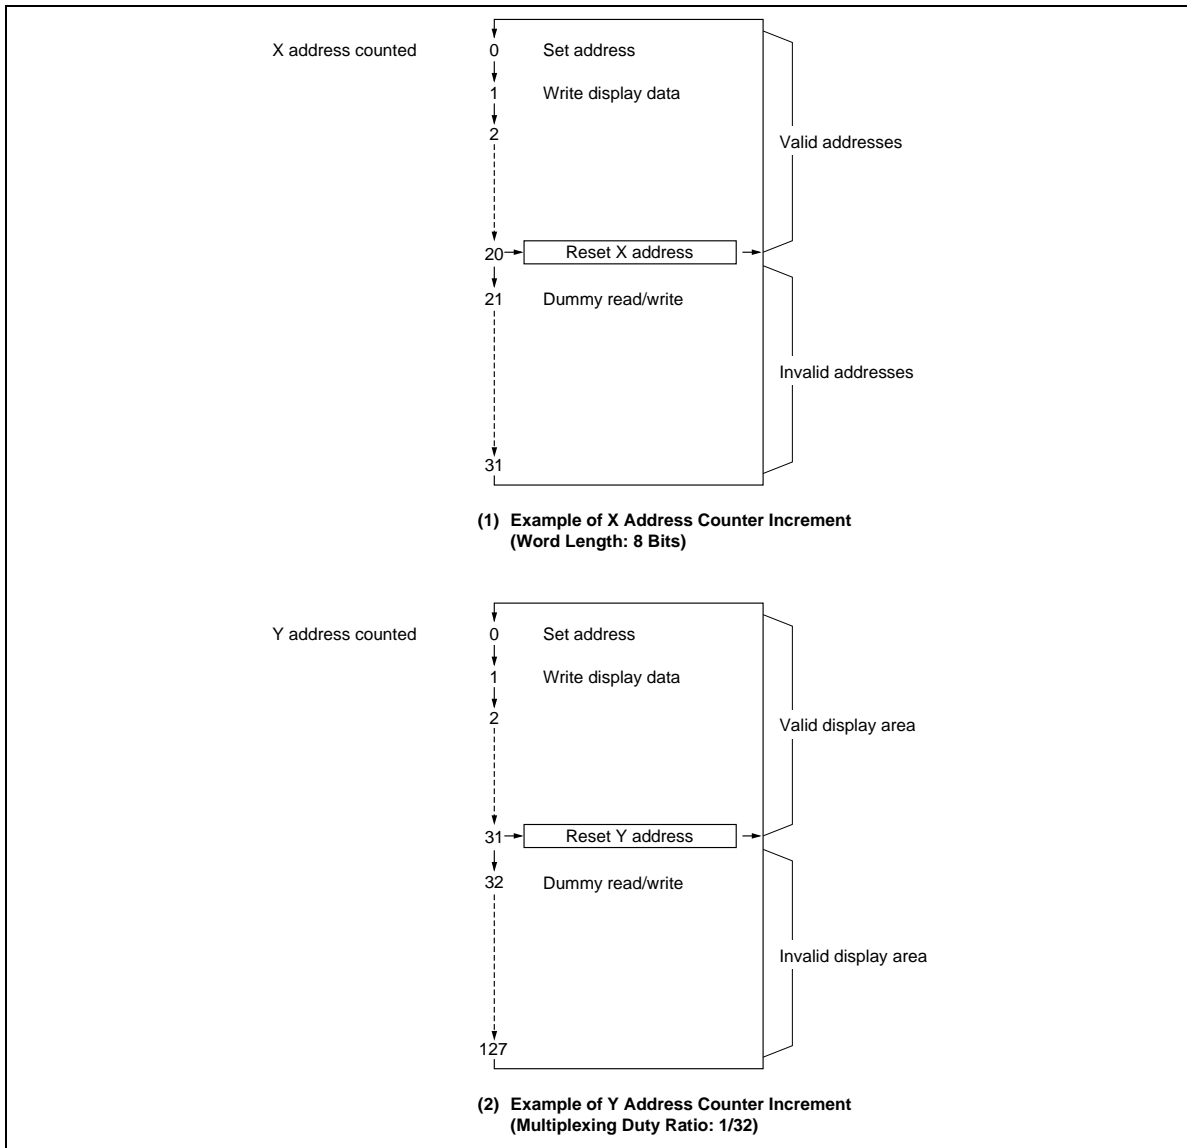 X address counted 0 Set address
1 Write display data
2
Valid addresses
20 Reset X address
21 Dummy read/write
Invalid addresses
31
(1) Example of X Address Counter Increment
(Word Length: 8 Bits)
Y address counted 0 Set address
1 Write display data
2
Valid display area
31 Reset Y address
32 Dummy read/write
Invalid display area
127
(2) Example of Y Address Counter Increment
(Multiplexing Duty Ratio: 1/32)